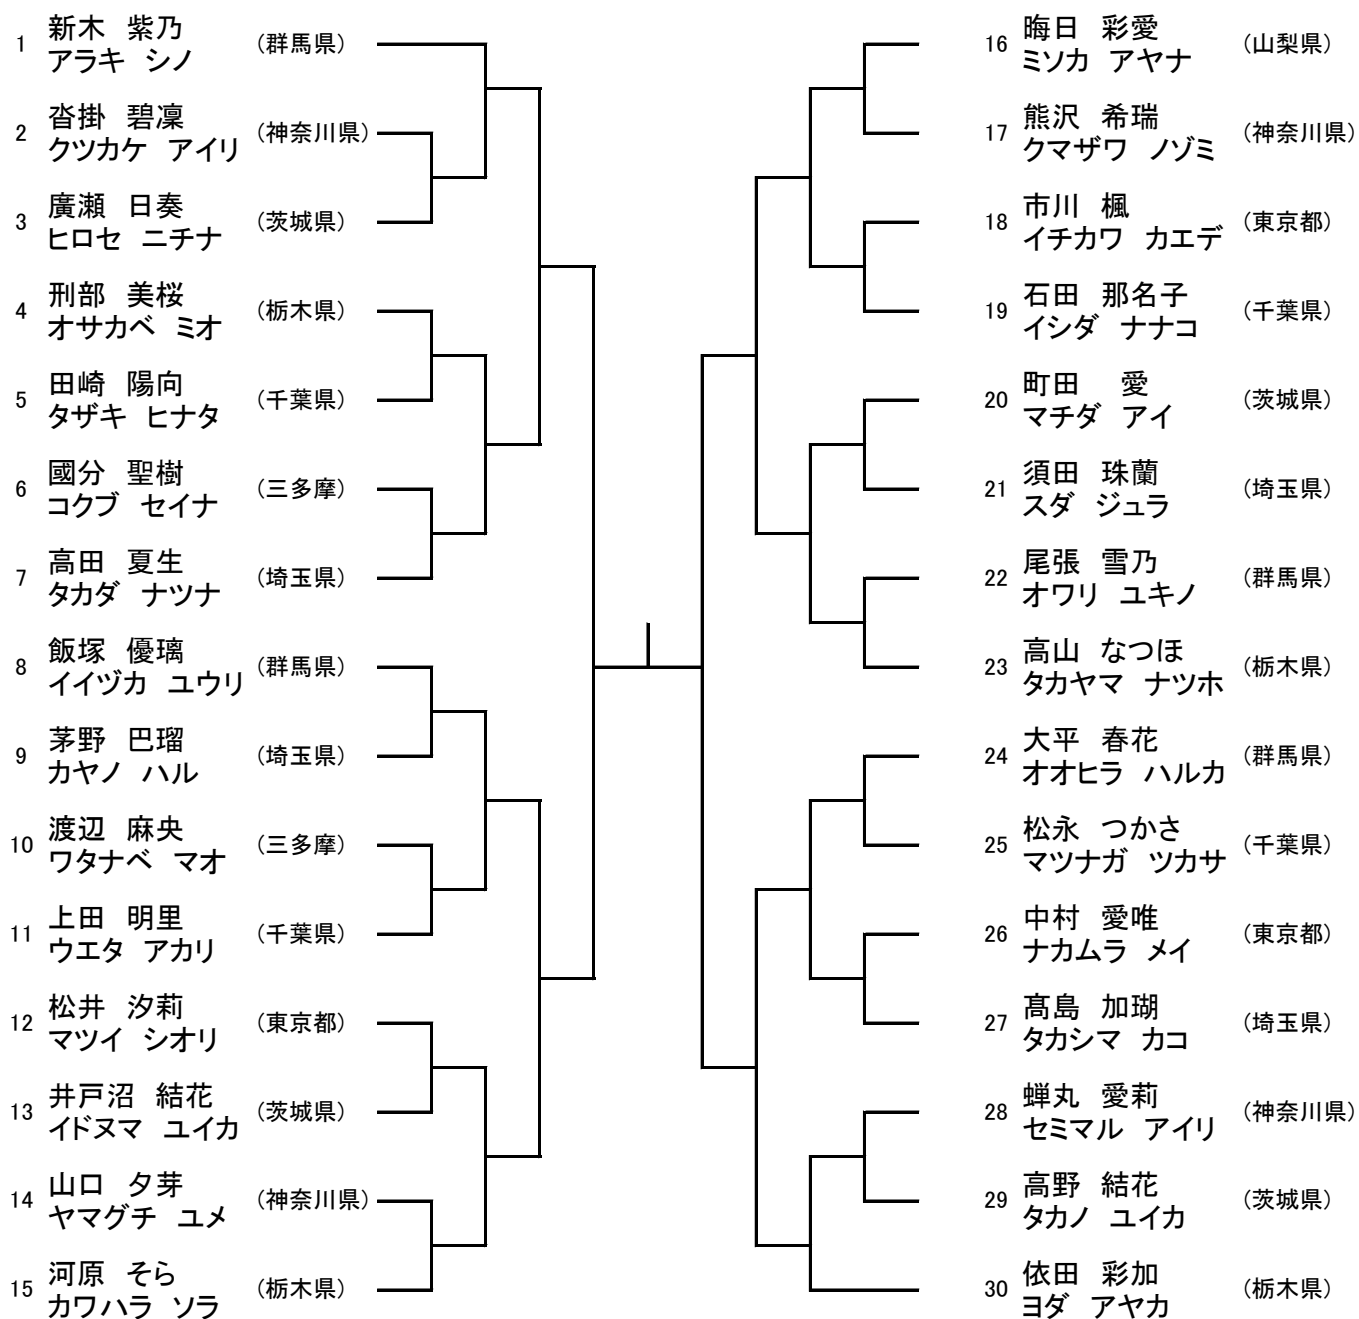 1 新木 紫乃 (群馬県)
アラキ シノ
2 沓掛 碧凜 (神奈川県)
クツカケ アイリ
3 廣瀬 日奏 (茨城県)
ヒロセ ニチナ
4 刑部 美桜 (栃木県)
オサカベ ミオ
5 田崎 陽向 (千葉県)
タザキ ヒナタ
6 國分 聖樹 (三多摩)
コクブ セイナ
7 高田 夏生 (埼玉県)
タカダ ナツナ
8 飯塚 優璃 (群馬県)
イイヅカ ユウリ
9 茅野 巴瑠 (埼玉県)
カヤノ ハル
10 渡辺 麻央 (三多摩)
ワタナベ マオ
11 上田 明里 (千葉県)
ウエタ アカリ
12 松井 汐莉 (東京都)
マツイ シオリ
13 井戸沼 結花 (茨城県)
イドヌマ ユイカ
14 山口 夕芽 (神奈川県)
ヤマグチ ユメ
15 河原 そら (栃木県)
カワハラ ソラ
16 晦日 彩愛 (山梨県)
ミソカ アヤナ
17 熊沢 希瑞 (神奈川県)
クマザワ ノゾミ
18 市川 楓 (東京都)
イチカワ カエデ
19 石田 那名子 (千葉県)
イシダ ナナコ
20 町田 愛 (茨城県)
マチダ アイ
21 須田 珠蘭 (埼玉県)
スダ ジュラ
22 尾張 雪乃 (群馬県)
オワリ ユキノ
23 高山 なつほ (栃木県)
タカヤマ ナツホ
24 大平 春花 (群馬県)
オオヒラ ハルカ
25 松永 つかさ (千葉県)
マツナガ ツカサ
26 中村 愛唯 (東京都)
ナカムラ メイ
27 髙島 加瑚 (埼玉県)
タカシマ カコ
28 蝉丸 愛莉 (神奈川県)
セミマル アイリ
29 高野 結花 (茨城県)
タカノ ユイカ
30 依田 彩加 (栃木県)
ヨダ アヤカ